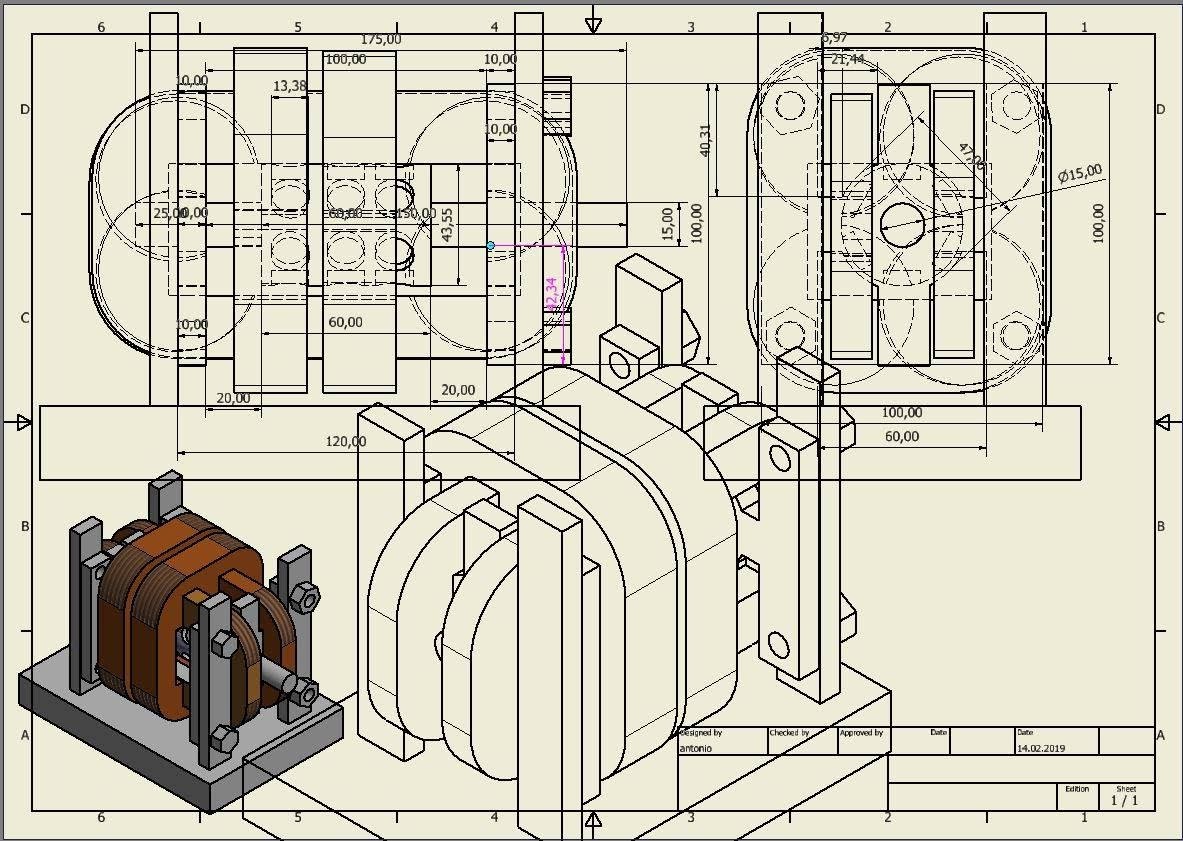 6 5 4 3 2 1
175,00
6,97
100,00 10,00
21,44
10,00
13,38
D D
10,00
40,31
47,0
Ø15,00
25,00 60,00 150,00
43,55
15,00
100,00
100,00
42,34
C C
10,00
60,00
20,00
20,00
100,00
120,00
60,00
B B
A A
Designed by Checked by Approved by Date Date
antonio 14.02.2019
Edition Sheet
1 / 1
6 5 4 3 2 1